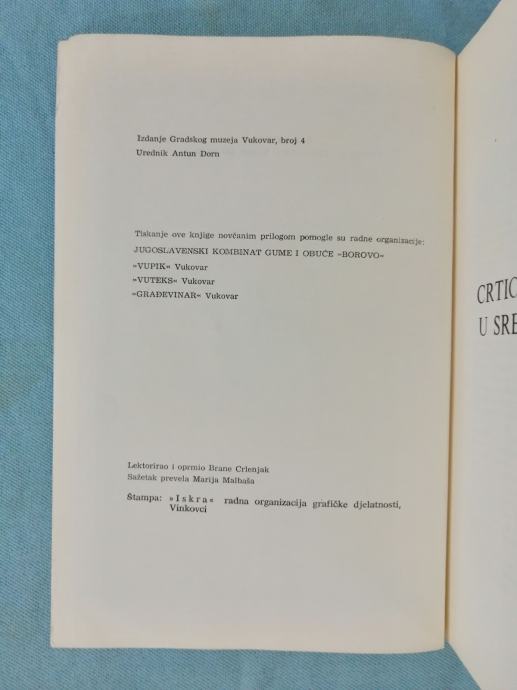 Izdanje Gradskog muzeja Vukovar, broj 4
Urednik Antun Dorn
Tiskanje ove knjige novčanim prilogom pomogle su radne organizacije:
JUGOSLAVENSKI KOMBINAT GUME I OBUĆE »BOROVO«
»VUPIK« Vukovar
»VUTEKS« Vukovar
»GRAĐEVINAR« Vukovar
Lektorirao i oprmio Brane Crlenjak
Sažetak prevela Marija Malbaša
Štampa: »Iskra« radna organizacija grafičke djelatnosti,
Vinkovci
CRTIC
U SRE